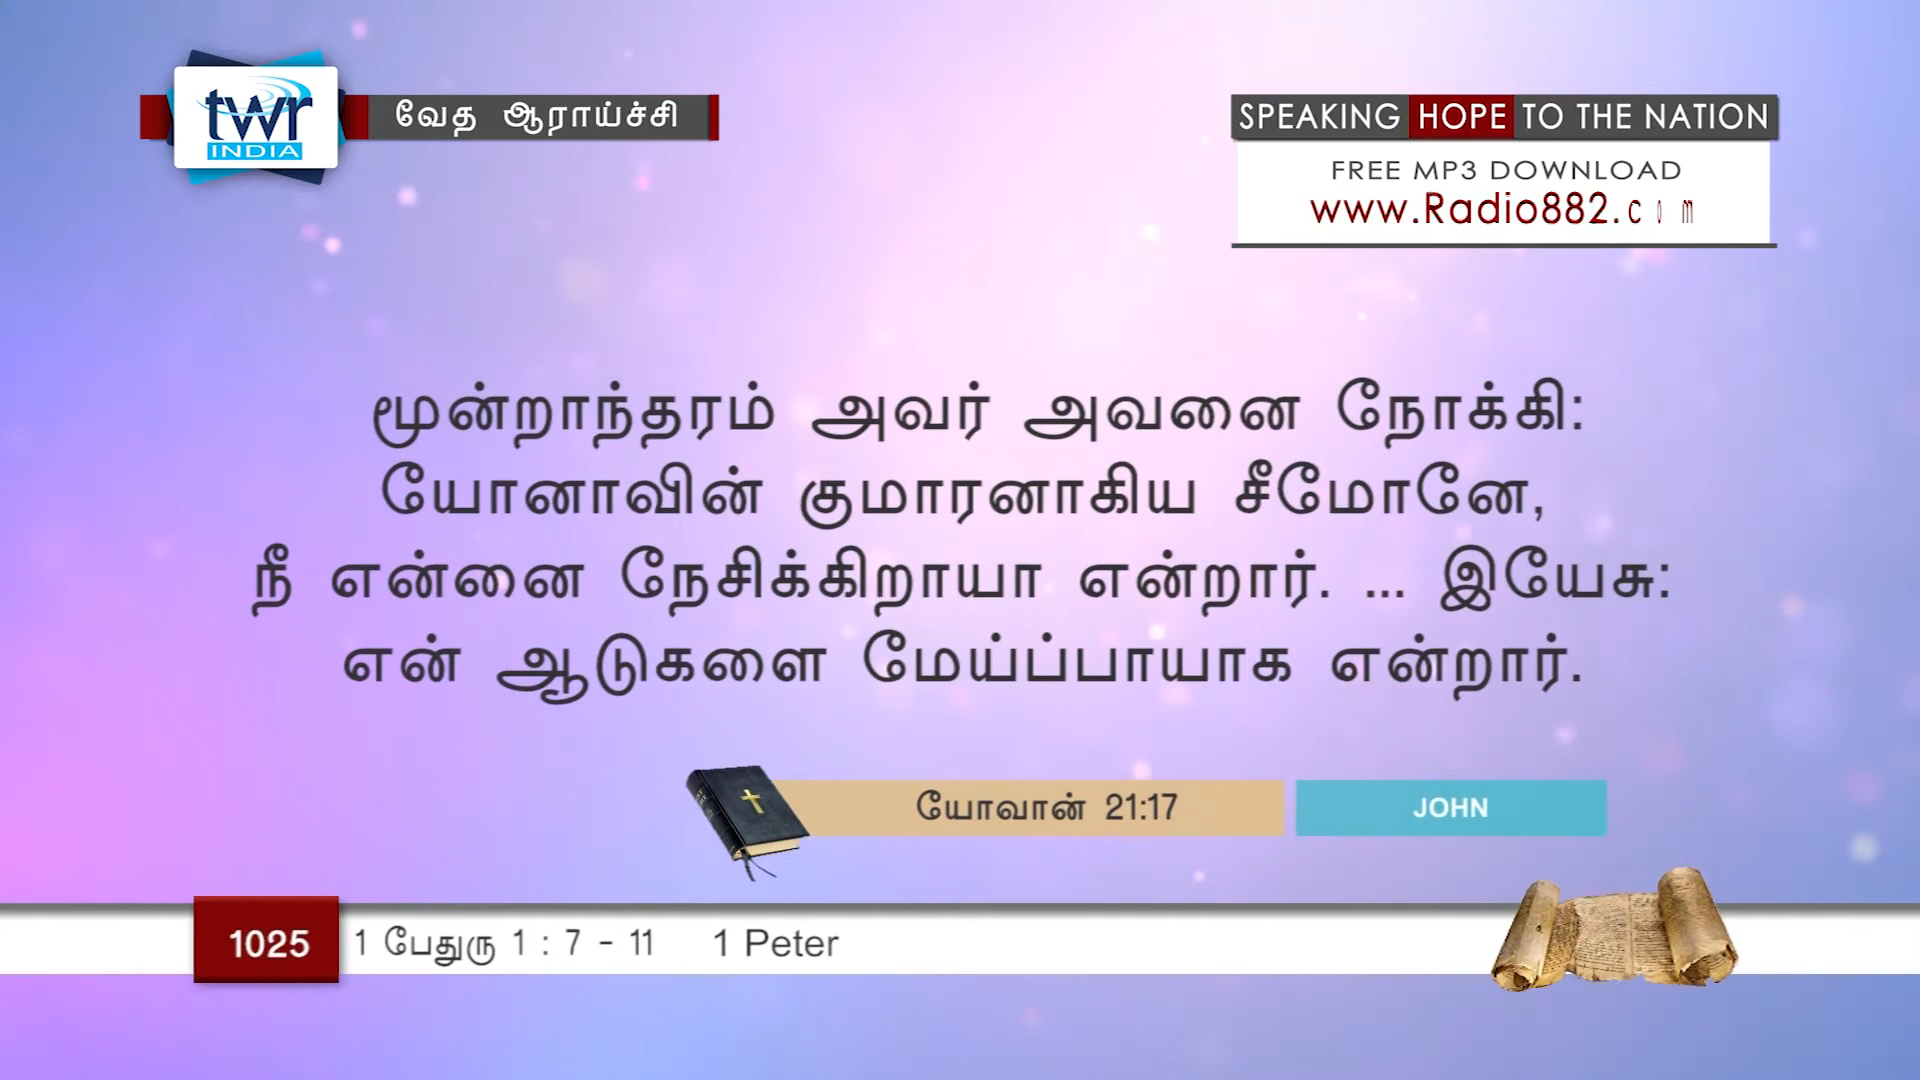 twr
INDIA
வேத ஆராய்ச்சி
SPEAKING HOPE TO THE NATION
FREE MP3 DOWNLOAD
www.Radio882.com
மூன்றாந்தரம் அவர் அவனை நோக்கி:
யோனாவின் குமாரனாகிய சீமோனே,
நீ என்னை நேசிக்கிறாயா என்றார். ... இயேசு:
என் ஆடுகளை மேய்ப்பாயாக என்றார்.
யோவான் 21:17
JOHN
1025 1 பேதுரு 1 : 7 - 11 1 Peter